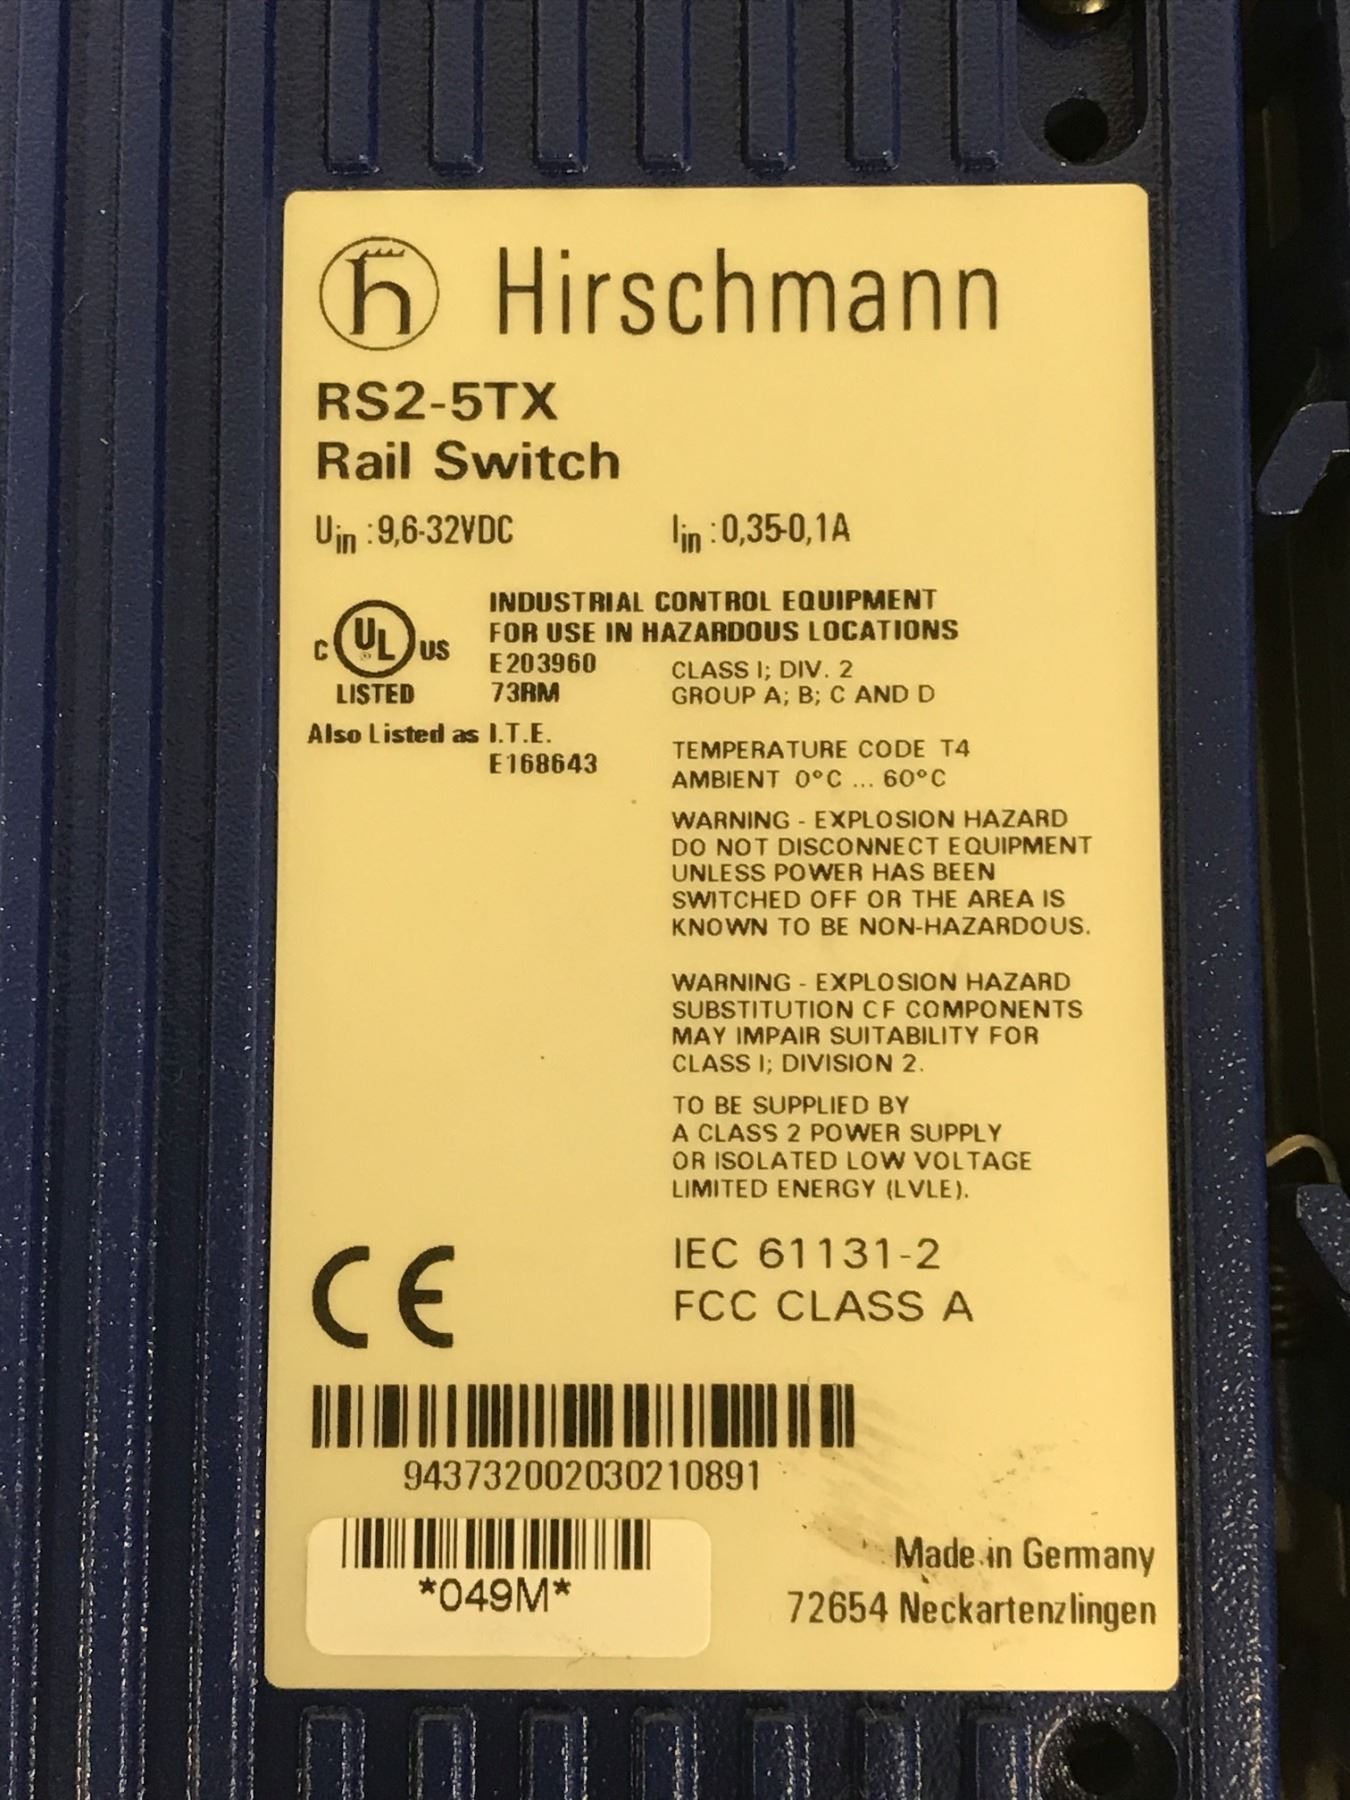 h Hirschmann
RS2-5TX
Rail Switch
Uin : 9,6-32VDC Iin : 0,35-0,1A
C UL US
LISTED
INDUSTRIAL CONTROL EQUIPMENT
FOR USE IN HAZARDOUS LOCATIONS
E203960
73RM
Also Listed as I.T.E.
E168643
CLASS I; DIV. 2
GROUP A; B; C AND D
TEMPERATURE CODE T4
AMBIENT 0°C ... 60°C
WARNING - EXPLOSION HAZARD
DO NOT DISCONNECT EQUIPMENT
UNLESS POWER HAS BEEN
SWITCHED OFF OR THE AREA IS
KNOWN TO BE NON-HAZARDOUS.
WARNING - EXPLOSION HAZARD
SUBSTITUTION OF COMPONENTS
MAY IMPAIR SUITABILITY FOR
CLASS I; DIVISION 2.
TO BE SUPPLIED BY
A CLASS 2 POWER SUPPLY
OR ISOLATED LOW VOLTAGE
LIMITED ENERGY (LVLE).
CE
IEC 61131-2
FCC CLASS A
943732002030210891
*049M*
Made in Germany
72654 Neckartenzlingen